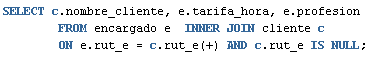 SELECT c.nombre_cliente, e.tarifa_hora, e.profesion
FROM encargado e INNER JOIN cliente c
ON e.rut_e = c.rut_e(+) AND c.rut_e IS NULL;